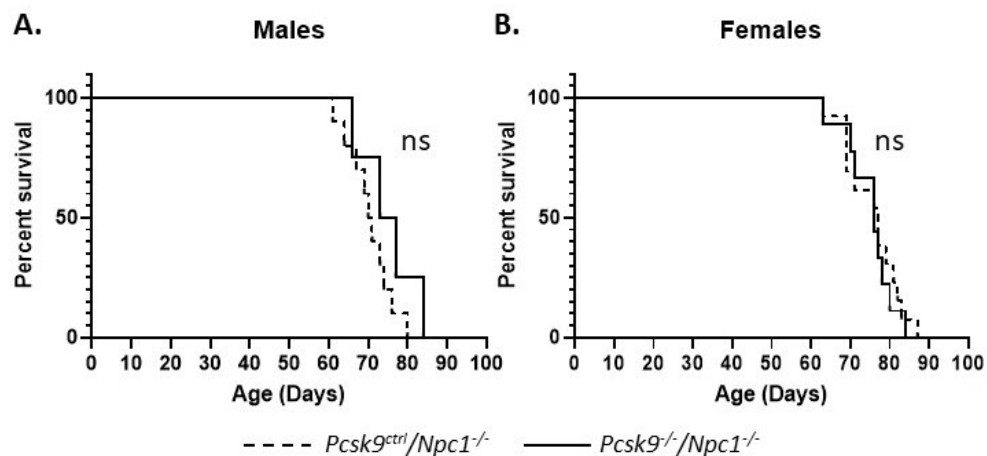 A. Males
B. Females
Percent survival
100
50
0
ns
0 10 20 30 40 50 60 70 80 90 100
Age (Days)
Percent survival
100
50
0
ns
0 10 20 30 40 50 60 70 80 90 100
Age (Days)
Pcsk9ctrl/Npc1-/- Pcsk9-/-/Npc1-/-